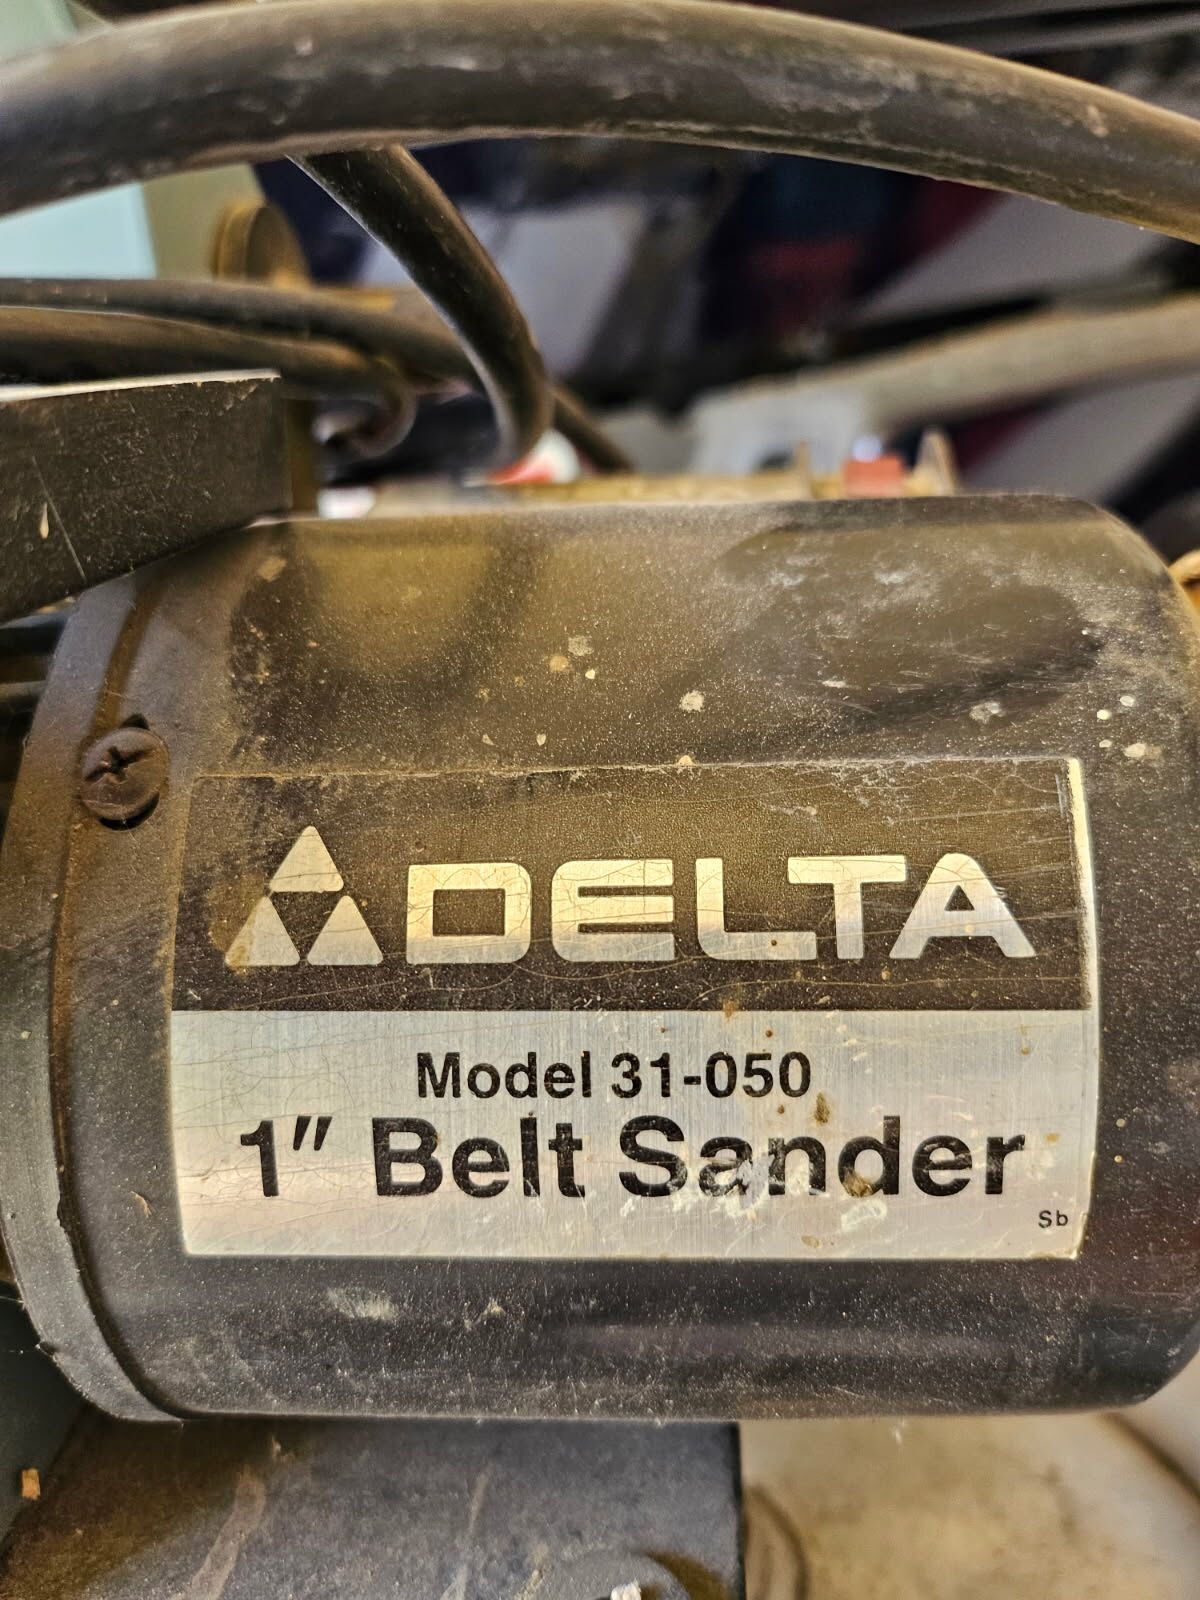 DELTA
Model 31-050
1" Belt Sander
Sb